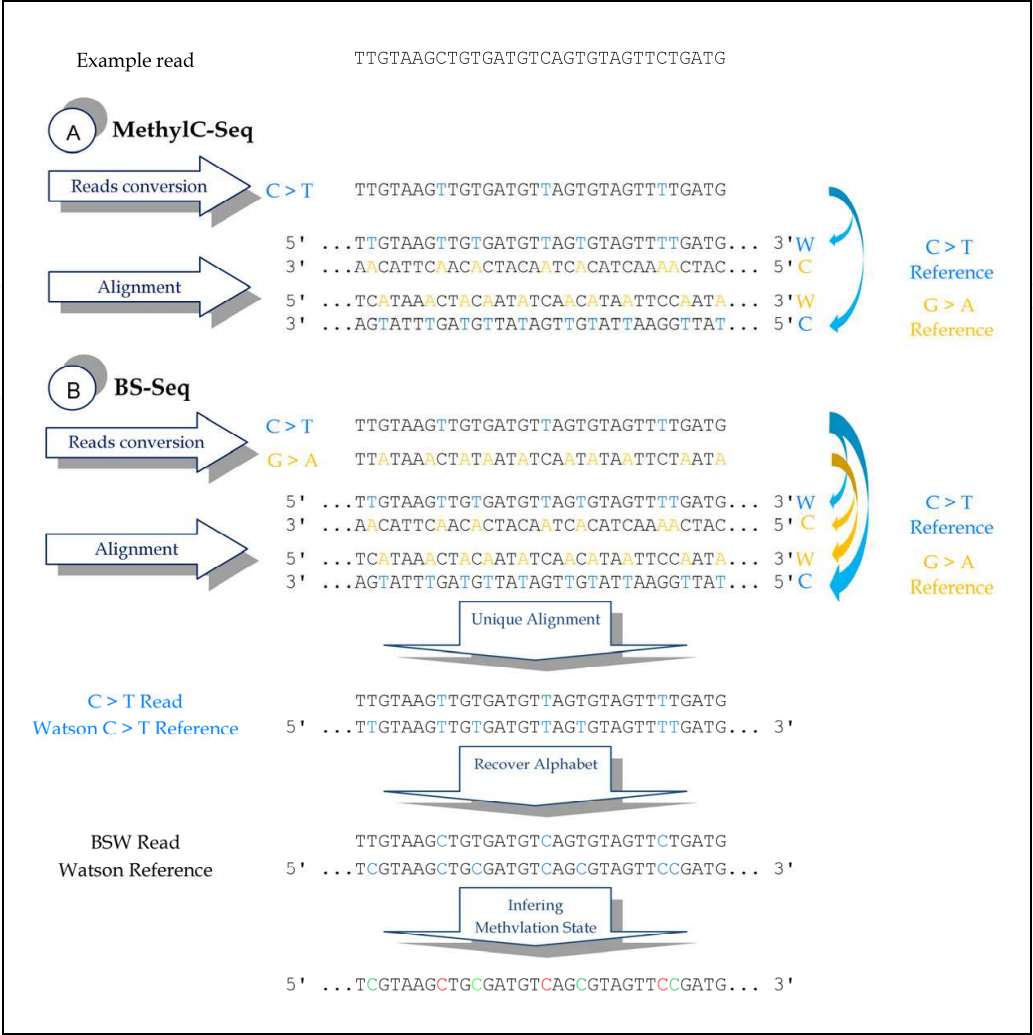 Example read TTGTAAGCTGTGATGTCAGTGTAGTTCTGATG
A MethylC-Seq
Reads conversion C > T TTGTAAGTTGTGATGTTAGTGTAGTTTTGATG
5' ...TTGTAAGTTGTGATGTTAGTGTAGTTTTGATG... 3'W
3' ...AACATTCAACACTACAATCACATCAAAACTAC... 5'C
C > T
Reference
Alignment
5' ...TCATAAACTACAATATCAACATAATTCCAATA... 3'W
3' ...AGTATTTGATGTTATAGTTGTATTAAGGTTAT... 5'C
G > A
Reference
B BS-Seq
Reads conversion
C > T TTGTAAGTTGTGATGTTAGTGTAGTTTTGATG
G > A TTATAAACTATAATATCAATATAATTCTAATA
5' ...TTGTAAGTTGTGATGTTAGTGTAGTTTTGATG... 3'W
3' ...AACATTCAACACTACAATCACATCAAAACTAC... 5'C
C > T
Reference
Alignment
5' ...TCATAAACTACAATATCAACATAATTCCAATA... 3'W
3' ...AGTATTTGATGTTATAGTTGTATTAAGGTTAT... 5'C
G > A
Reference
Unique Alignment
C > T Read TTGTAAGTTGTGATGTTAGTGTAGTTTTGATG
Watson C > T Reference 5' ...TTGTAAGTTGTGATGTTAGTGTAGTTTTGATG... 3'
Recover Alphabet
BSW Read TTGTAAGCTGTGATGTCAGTGTAGTTCTGATG
Watson Reference 5' ...TCGTAAGCTGCGATGTCAGCGTAGTTCCGATG... 3'
Infering
Methylation State
5' ...TCGTAAGCTGCGATGTCAGCGTAGTTCCGATG... 3'